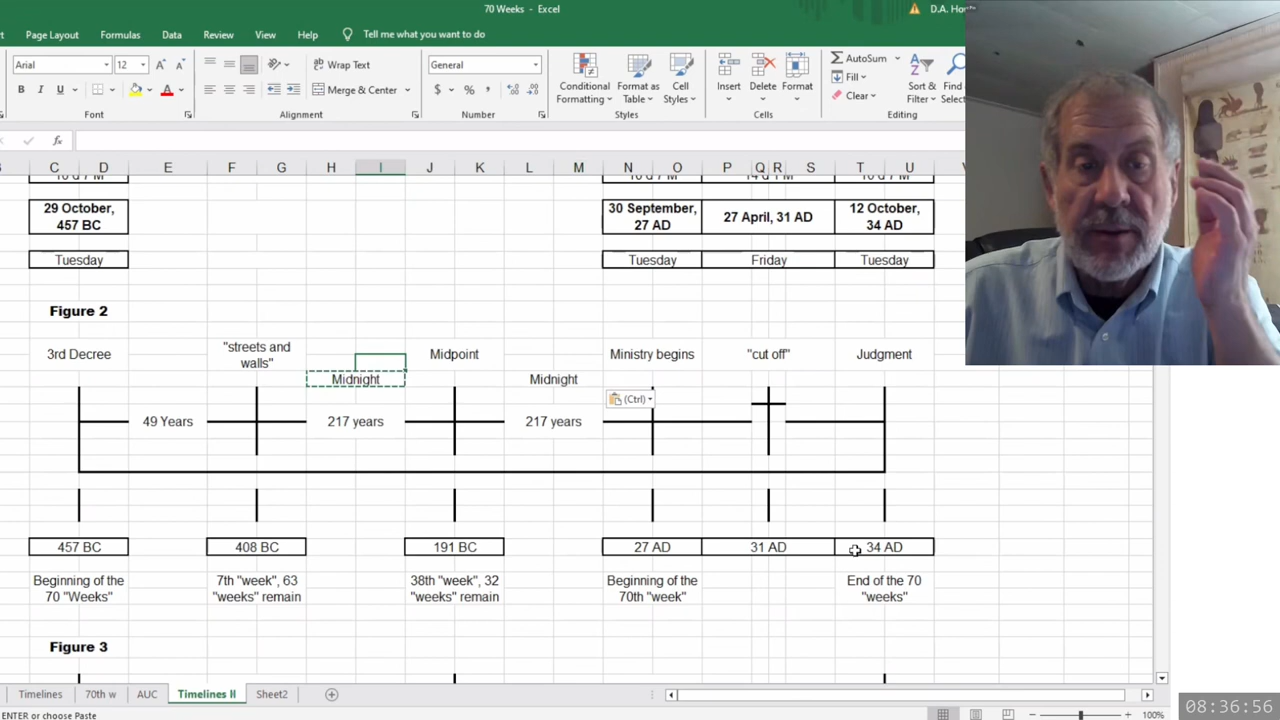 70 Weeks - Excel
D.A. Ho
Page Layout Formulas Data Review View Help Tell me what you want to do
Arial 12 A A Wrap Text General AutoSum
B I U A Merge & Center $ % Conditional Formatting Format as Table Cell Styles Insert Delete Format Fill Clear Sort & Filter Find
Font Alignment Number Styles Cells Editing
fx
C D E F G H I J K L M N O P Q R S T U
29 October, 457 BC
30 September, 27 AD
27 April, 31 AD
12 October, 34 AD
Tuesday Tuesday Friday Tuesday
Figure 2
3rd Decree
"streets and walls"
Midpoint
Ministry begins
"cut off"
Judgment
Midnight Midnight
(Ctrl)
49 Years 217 years 217 years
457 BC 408 BC 191 BC 27 AD 31 AD 34 AD
Beginning of the 70 "Weeks"
7th "week", 63 "weeks" remain
38th "week", 32 "weeks" remain
Beginning of the 70th "week"
End of the 70 "weeks"
Figure 3
Timelines 70th w AUC Timelines II Sheet2
ENTER or choose Paste
100%
08:36:56